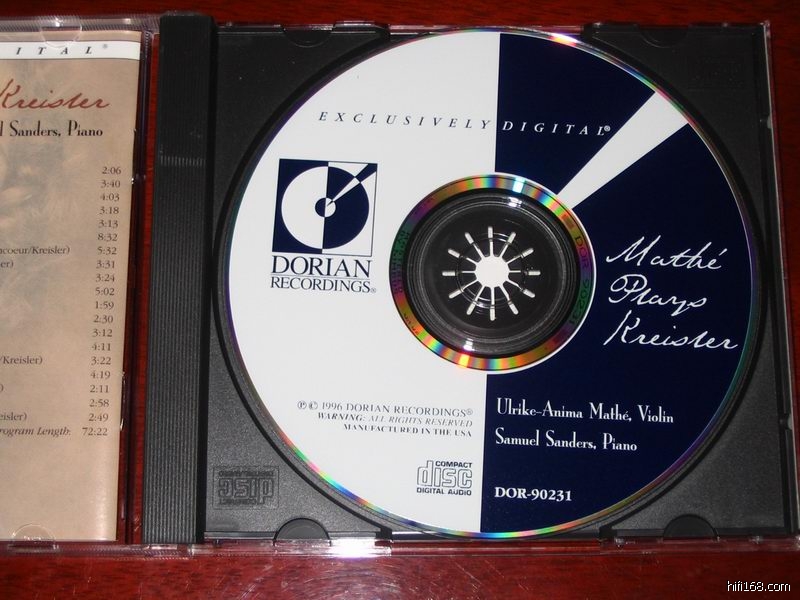 I T A L ®
Kreisler
l Sanders, Piano
2:06
3:40
4:03
3:18
3:13
8:32
ncoeur/Kreisler) 5:32
er) 3:31
3:24
5:02
1:59
2:30
3:12
4:11
/Kreisler) 3:22
4:19
) 2:11
2:58
eisler) 2:49
rogram Length: 72:22
EXCLUSIVELY DIGITAL®
DORIAN
RECORDINGS®
Mathé
Plays
Kreisler
℗ © 1996 DORIAN RECORDINGS®
WARNING: ALL RIGHTS RESERVED
MANUFACTURED IN THE USA
Ulrike-Anima Mathé, Violin
Samuel Sanders, Piano
COMPACT
disc
DIGITAL AUDIO
DOR-90231
hifi168.com